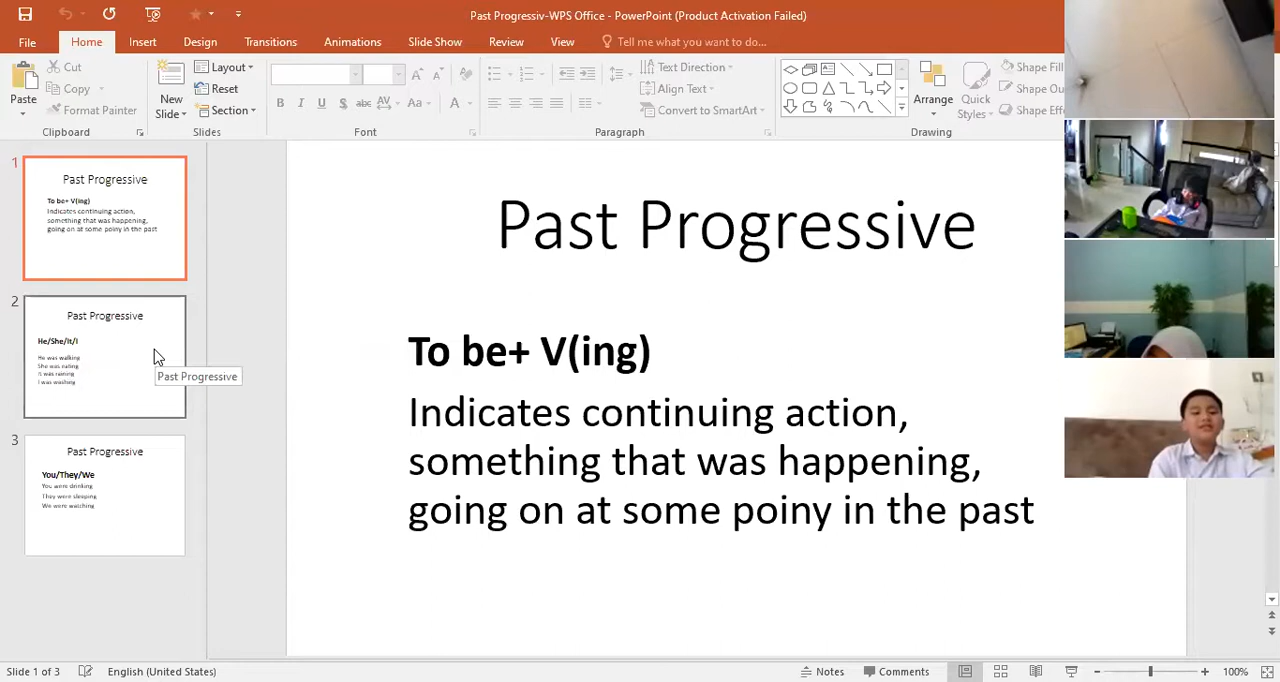 Past Progressiv-WPS Office - PowerPoint (Product Activation Failed)
File Home Insert Design Transitions Animations Slide Show Review View Tell me what you want to do...
Paste
Cut
Copy
Format Painter
Clipboard
New
Slide
Layout
Reset
Section
Slides
B I U S abc AV Aa A
Font
Text Direction
Align Text
Convert to SmartArt
Paragraph
Arrange
Quick
Styles
Shape Fill
Shape Ou
Shape Effe
Drawing
1
Past Progressive
To be+ V(ing)
Indicates continuing action,
something that was happening,
going on at some poiny in the past
2
Past Progressive
He/She/It/I
He was walking
She was eating
It was raining
I was washing
Past Progressive
3
Past Progressive
You/They/We
You were drinking
They were sleeping
We were watching
Past Progressive
To be+ V(ing)
Indicates continuing action,
something that was happening,
going on at some poiny in the past
Slide 1 of 3 English (United States) Notes Comments 100%